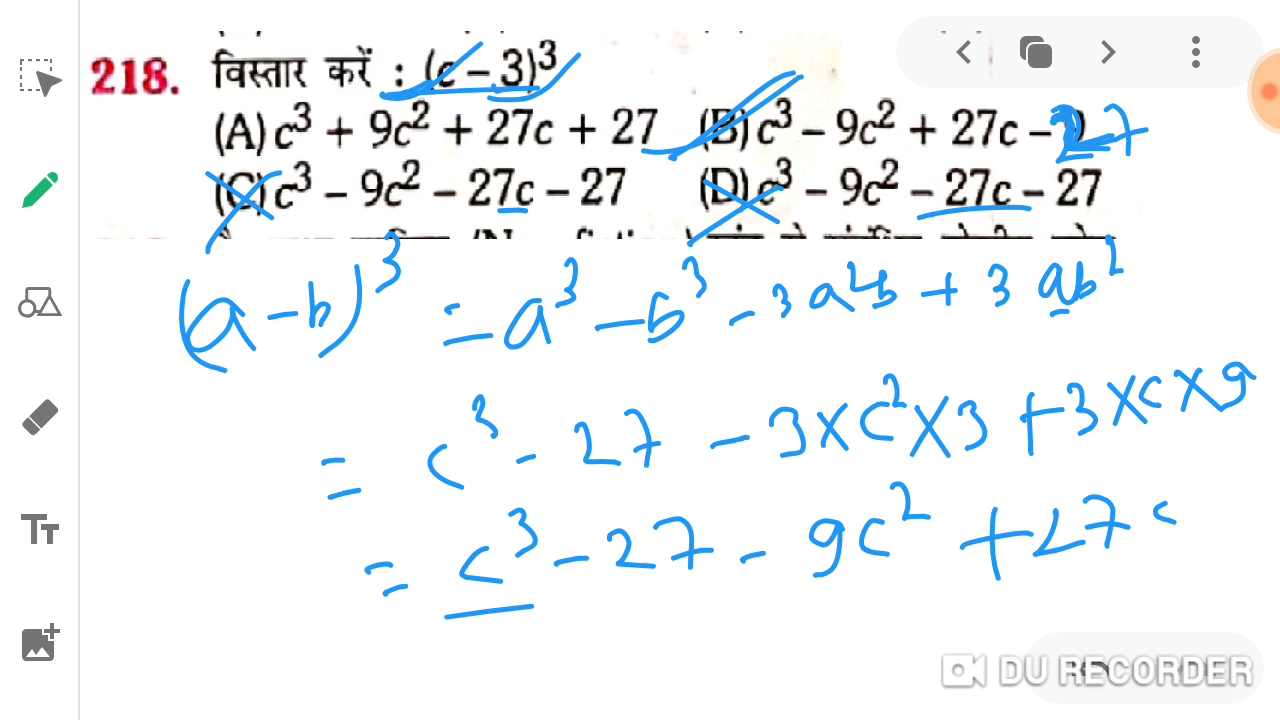 218. विस्तार करें : (c – 3)³
(A) c³ + 9c² + 27c + 27 (B) c³ – 9c² + 27c – 27
(C) c³ – 9c² – 27c – 27 (D) c³ – 9c² – 27c – 27
(a – b)³ = a³ – b³ – 3a²b + 3ab²
= c³ - 27 – 3×c²×3 + 3×c×9
= c³ – 27 - 9c² + 27c
DU RECORDER